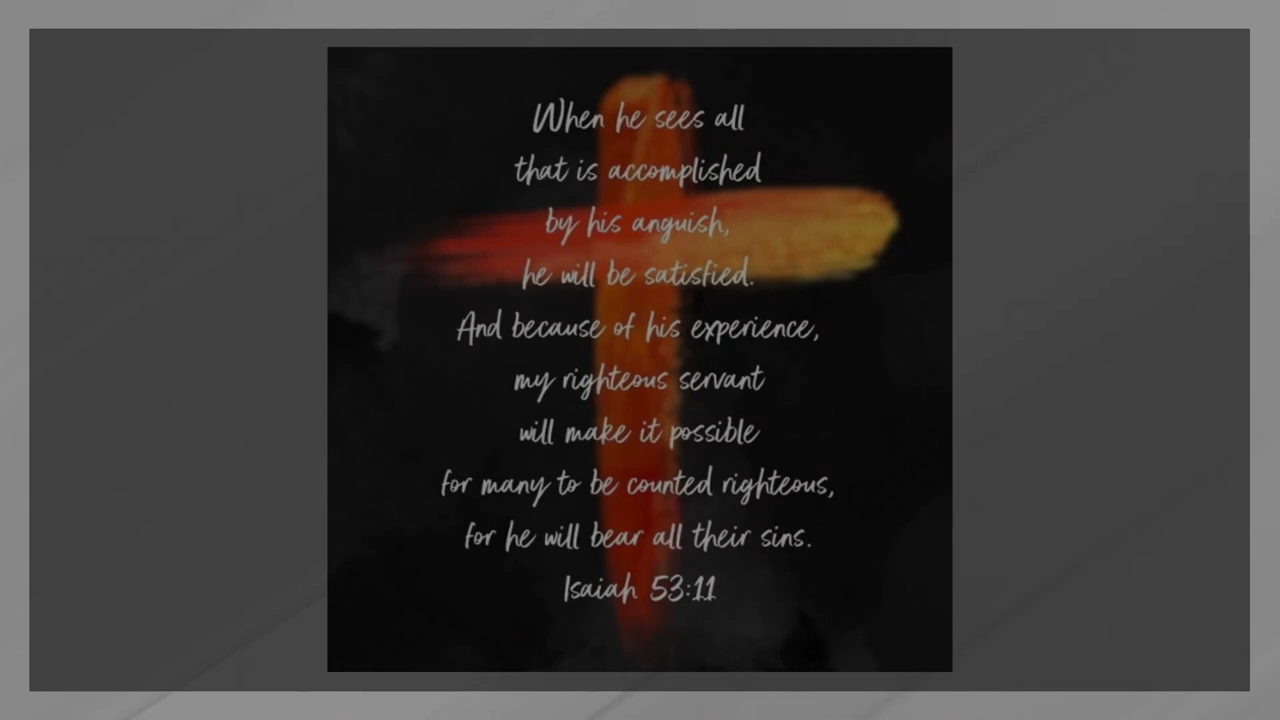 When he sees all
that is accomplished
by his anguish,
he will be satisfied.
And because of his experience,
my righteous servant
will make it possible
for many to be counted righteous,
for he will bear all their sins.
Isaiah 53:11